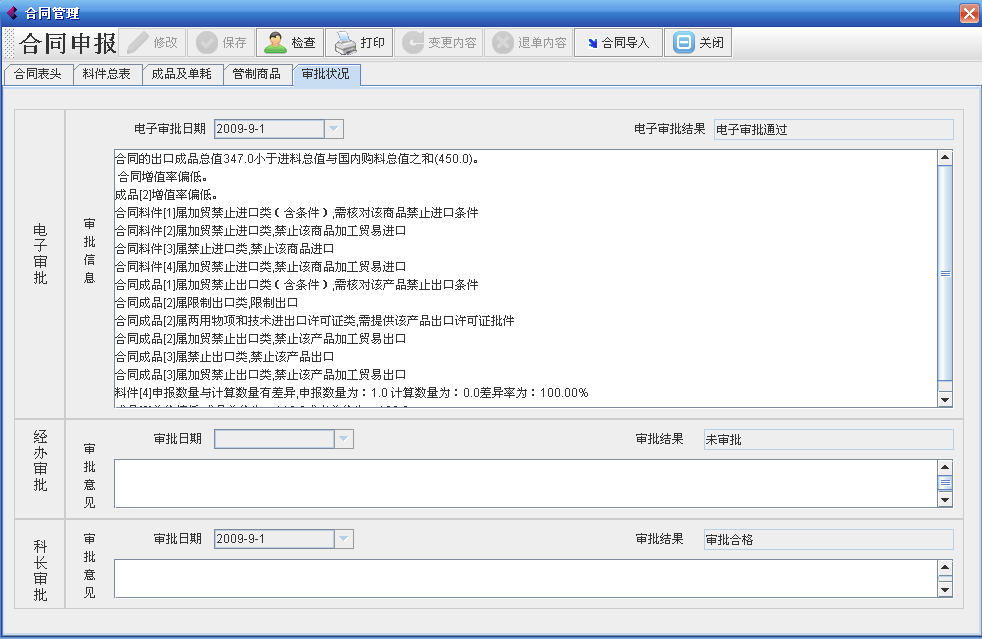 合同管理
合同申报 修改 保存 检查 打印 变更内容 退单内容 合同导入 关闭
合同表头 料件总表 成品及单耗 管制商品 审批状况
电子审批
电子审批日期 2009-9-1 电子审批结果 电子审批通过
审批信息
合同的出口成品总值347.0小于进料总值与国内购料总值之和(450.0)。
合同增值率偏低。
成品[2]增值率偏低。
合同料件[1]属加贸禁止进口类(含条件),需核对该商品禁止进口条件
合同料件[2]属加贸禁止进口类,禁止该商品加工贸易进口
合同料件[3]属禁止进口类,禁止该商品进口
合同料件[4]属加贸禁止进口类,禁止该商品加工贸易进口
合同成品[1]属加贸禁止出口类(含条件),需核对该产品禁止出口条件
合同成品[2]属限制出口类,限制出口
合同成品[2]属两用物项和技术进出口许可证类,需提供该产品出口许可证批件
合同成品[2]属加贸禁止出口类,禁止该产品加工贸易出口
合同成品[3]属禁止出口类,禁止该产品出口
合同成品[3]属加贸禁止出口类,禁止该产品加工贸易出口
料件[4]申报数量与计算数量有差异,申报数量为：1.0 计算数量为：0.0差异率为：100.00%
经办审批
审批日期 审批结果 未审批
审批意见
科长审批
审批日期 2009-9-1 审批结果 审批合格
审批意见